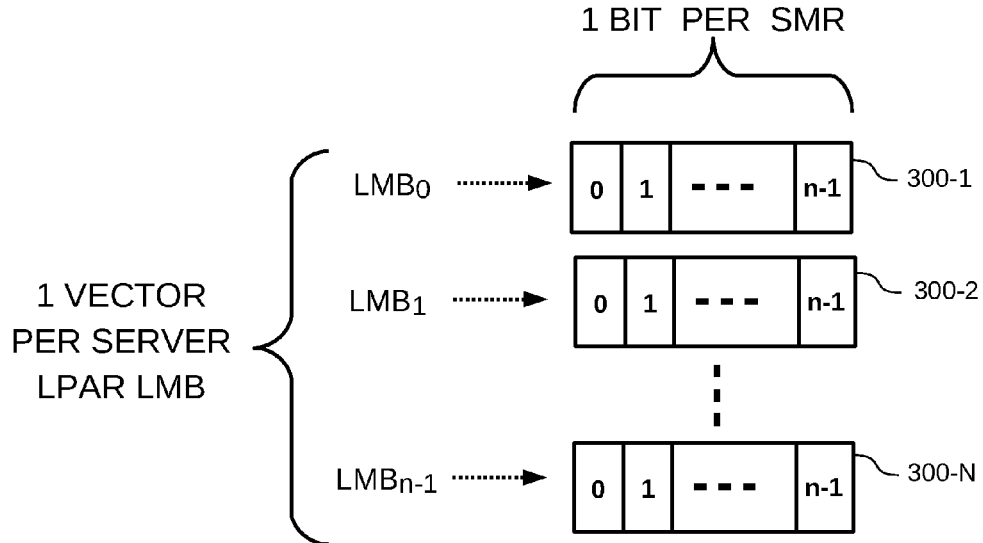 1 BIT PER SMR
LMB0
0 1 n-1
300-1
1 VECTOR
PER SERVER
LPAR LMB
LMB1
0 1 n-1
300-2
LMBn-1
0 1 n-1
300-N